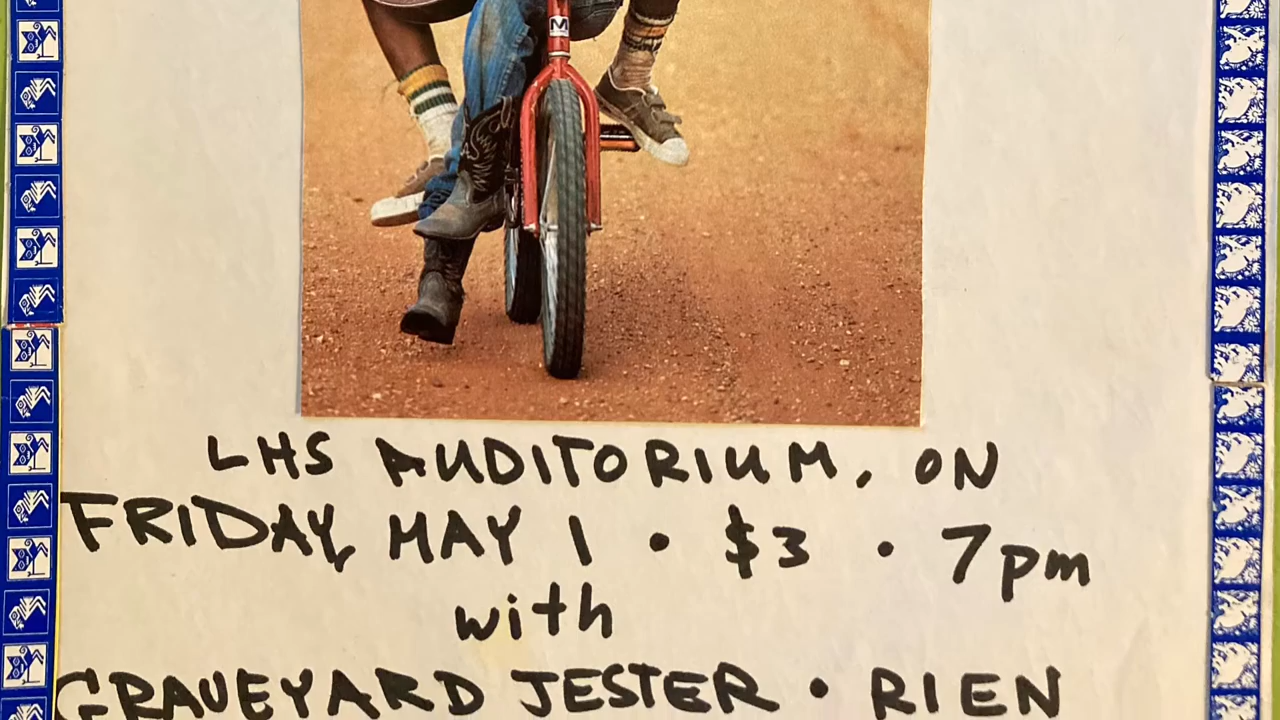 M
LHS AUDITORIUM, ON
FRIDAY MAY 1 • $3 • 7pm
with
GRAVEYARD JESTER • RIEN